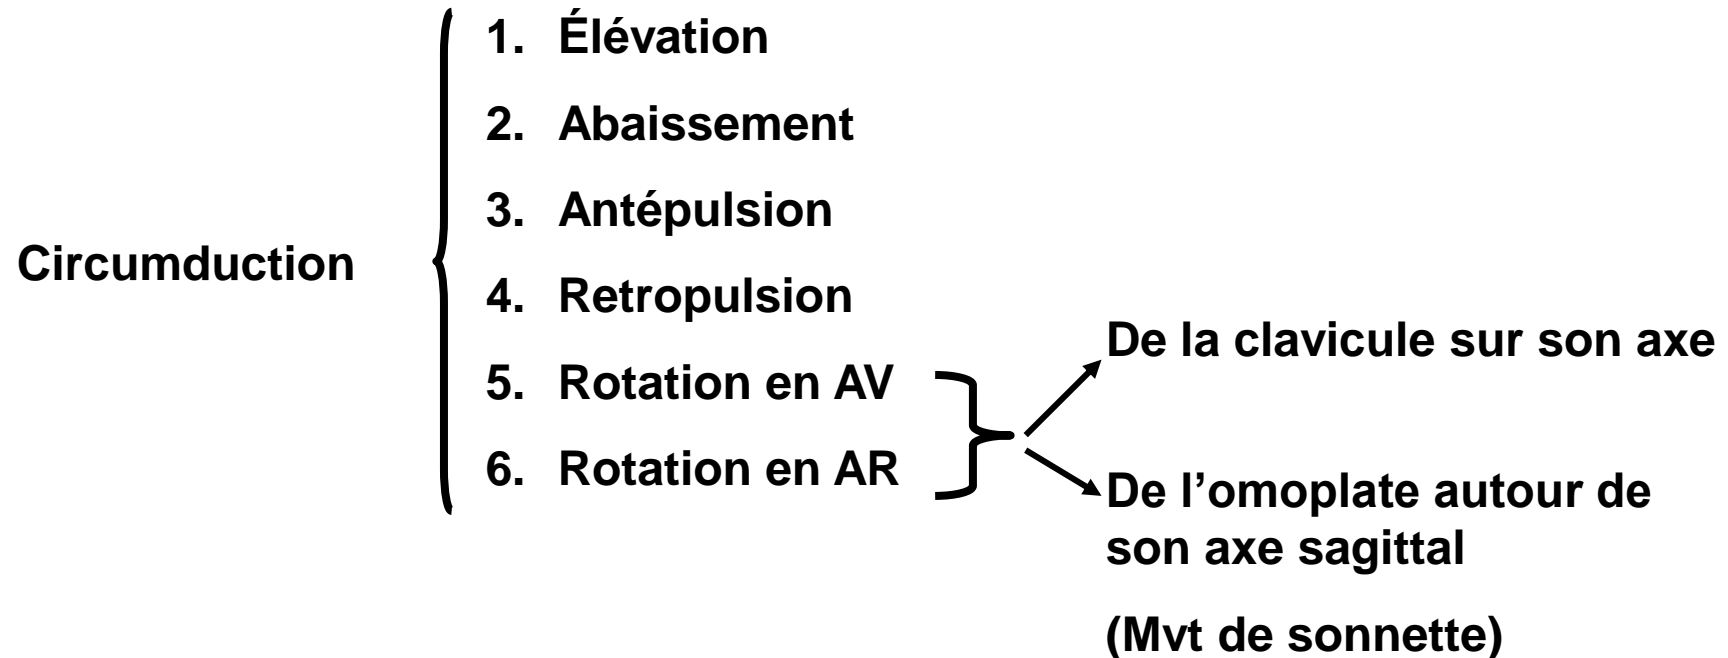 Circumduction
1. Élévation
2. Abaissement
3. Antépulsion
4. Retropulsion
5. Rotation en AV
6. Rotation en AR
De la clavicule sur son axe
De l’omoplate autour de
son axe sagittal
(Mvt de sonnette)